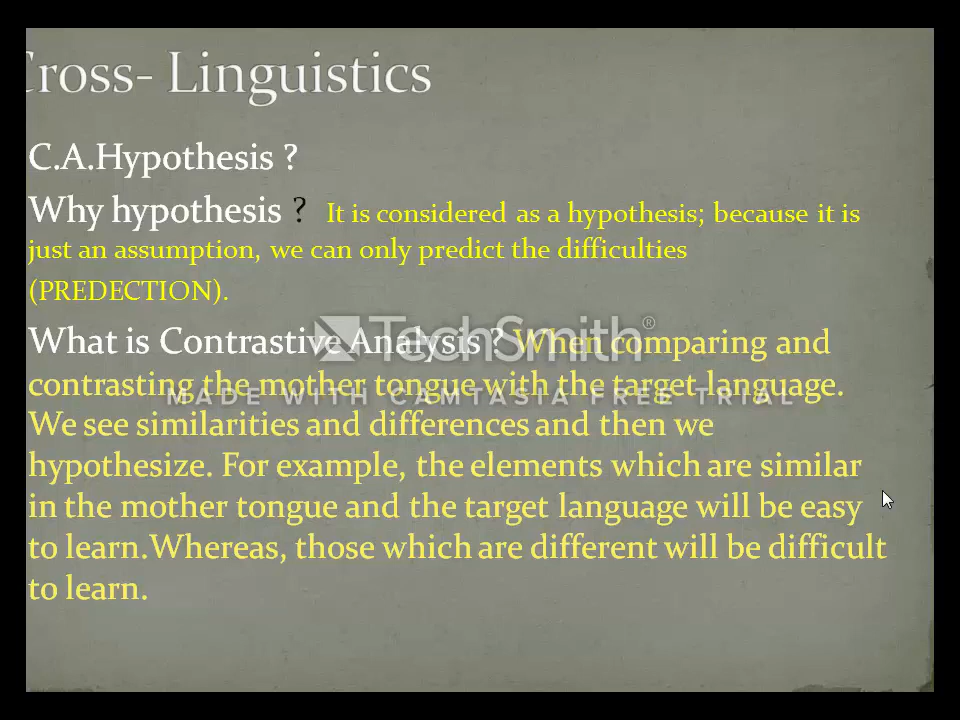 Cross- Linguistics
C.A.Hypothesis ?
Why hypothesis ? It is considered as a hypothesis; because it is
just an assumption, we can only predict the difficulties
(PREDECTION).
What is Contrastive Analysis ? When comparing and
contrasting the mother tongue with the target language.
We see similarities and differences and then we
hypothesize. For example, the elements which are similar
in the mother tongue and the target language will be easy
to learn.Whereas, those which are different will be difficult
to learn.
TechSmith®
MADE WITH CAMTASIA FREE TRIAL